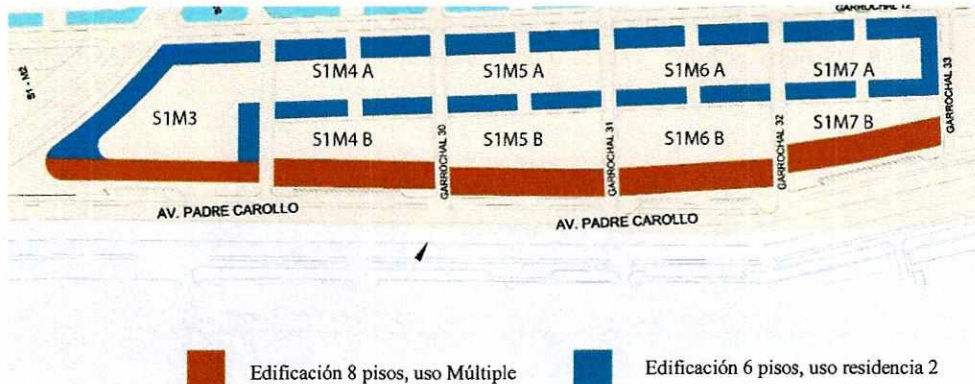 GARROCHAL 12
S1 - M2
S1M4 A
S1M5 A
S1M6 A
S1M7 A
GARROCHAL 33
S1M3
S1M4 B
GARROCHAL 30
S1M5 B
GARROCHAL 31
S1M6 B
GARROCHAL 32
S1M7 B
AV. PADRE CAROLLO
AV. PADRE CAROLLO
Edificación 8 pisos, uso Múltiple
Edificación 6 pisos, uso residencia 2